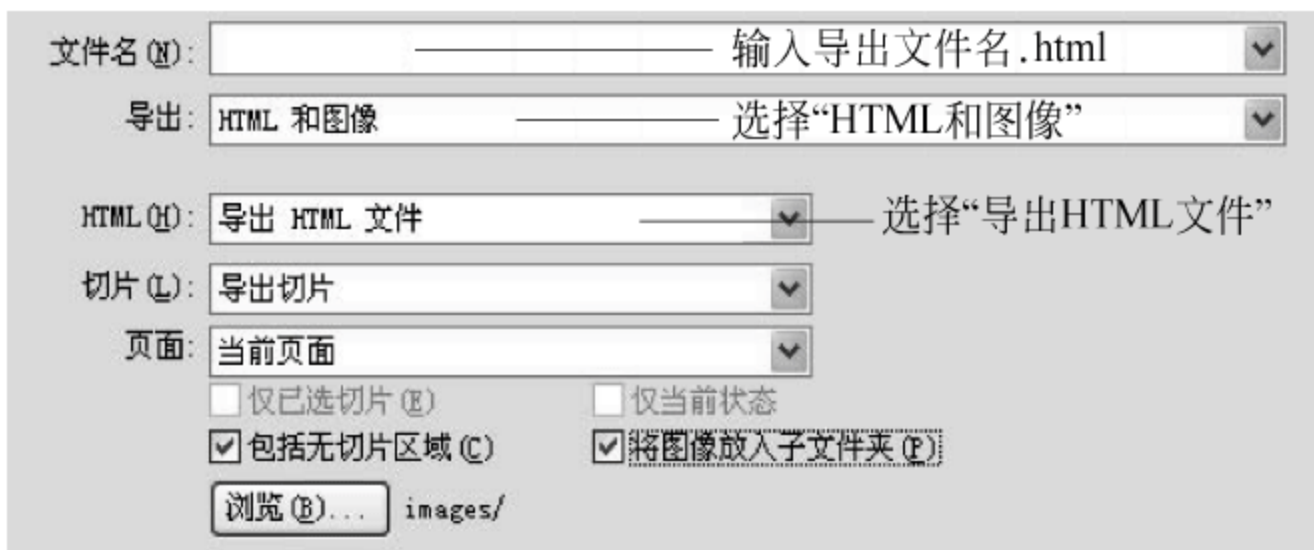 文件名(N): 输入导出文件名.html
导出: HTML 和图像 选择“HTML和图像”
HTML(H): 导出 HTML 文件 选择“导出HTML文件”
切片(L): 导出切片
页面: 当前页面
仅已选切片(E) 仅当前状态
包括无切片区域(C) 将图像放入子文件夹(P)
浏览(B)... images/